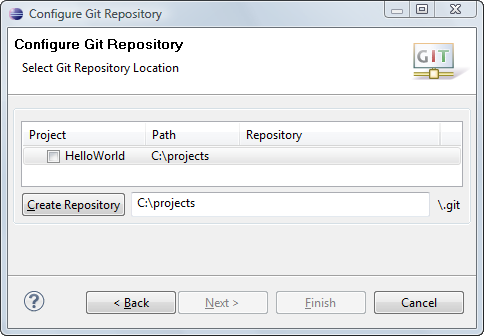 Configure Git Repository
Configure Git Repository
Select Git Repository Location
GIT
Project Path Repository
HelloWorld C:\projects
Create Repository C:\projects \.git
? < Back Next > Finish Cancel